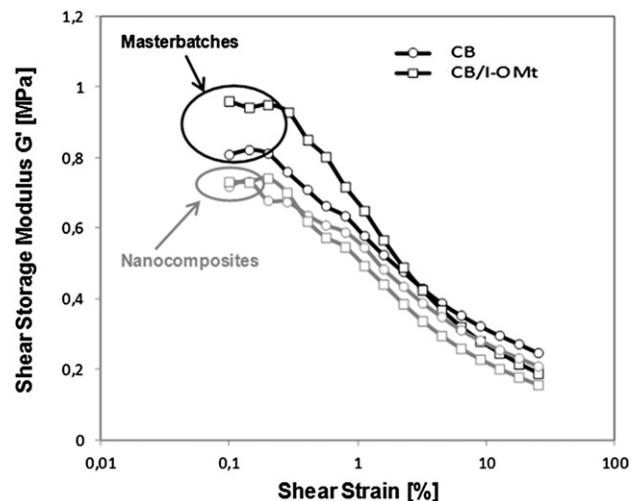 Masterbatches
CB
CB/I-OMt
Nanocomposites
Shear Storage Modulus G' [MPa]
1,2
1
0,8
0,6
0,4
0,2
0
0,01
0,1
1
10
100
Shear Strain [%]